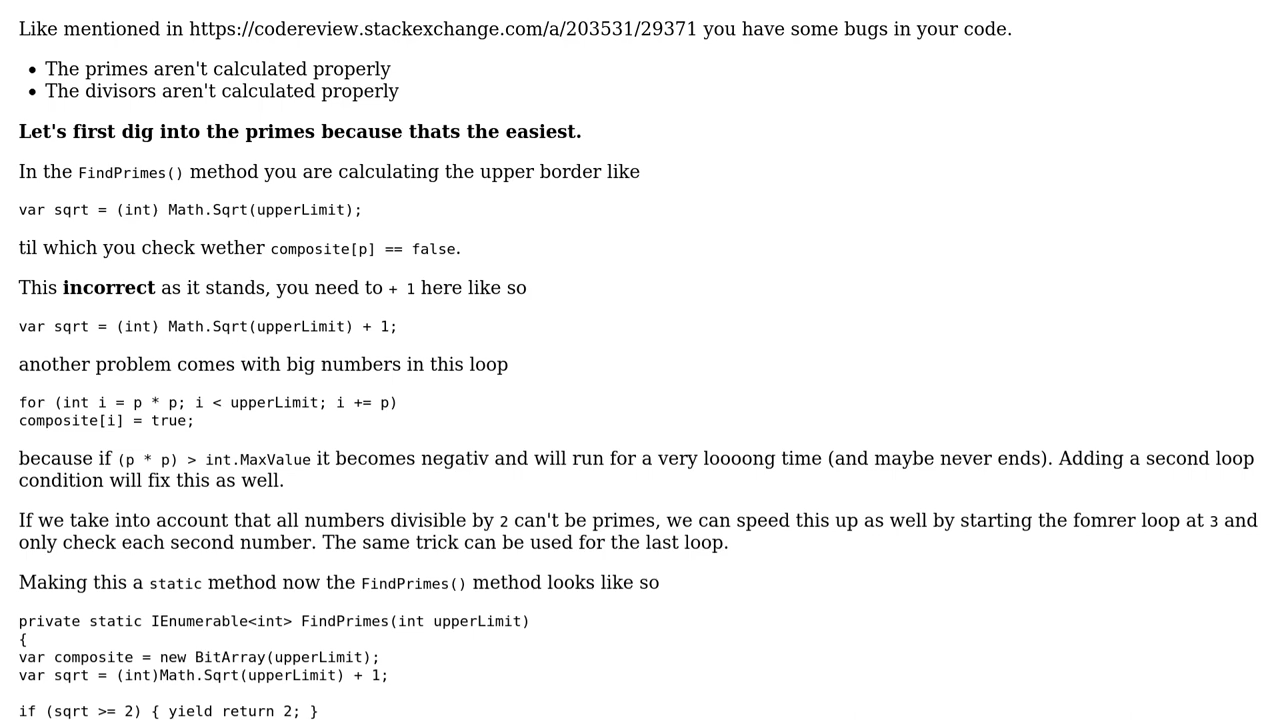 Like mentioned in https://codereview.stackexchange.com/a/203531/29371 you have some bugs in your code.
• The primes aren't calculated properly
• The divisors aren't calculated properly
Let's first dig into the primes because thats the easiest.
In the FindPrimes() method you are calculating the upper border like
var sqrt = (int) Math.Sqrt(upperLimit);
til which you check wether composite[p] == false.
This incorrect as it stands, you need to + 1 here like so
var sqrt = (int) Math.Sqrt(upperLimit) + 1;
another problem comes with big numbers in this loop
for (int i = p * p; i < upperLimit; i += p)
composite[i] = true;
because if (p * p) > int.MaxValue it becomes negativ and will run for a very loooong time (and maybe never ends). Adding a second loop
condition will fix this as well.
If we take into account that all numbers divisible by 2 can't be primes, we can speed this up as well by starting the fomrer loop at 3 and
only check each second number. The same trick can be used for the last loop.
Making this a static method now the FindPrimes() method looks like so
private static IEnumerable<int> FindPrimes(int upperLimit)
{
var composite = new BitArray(upperLimit);
var sqrt = (int)Math.Sqrt(upperLimit) + 1;
if (sqrt >= 2) { yield return 2; }